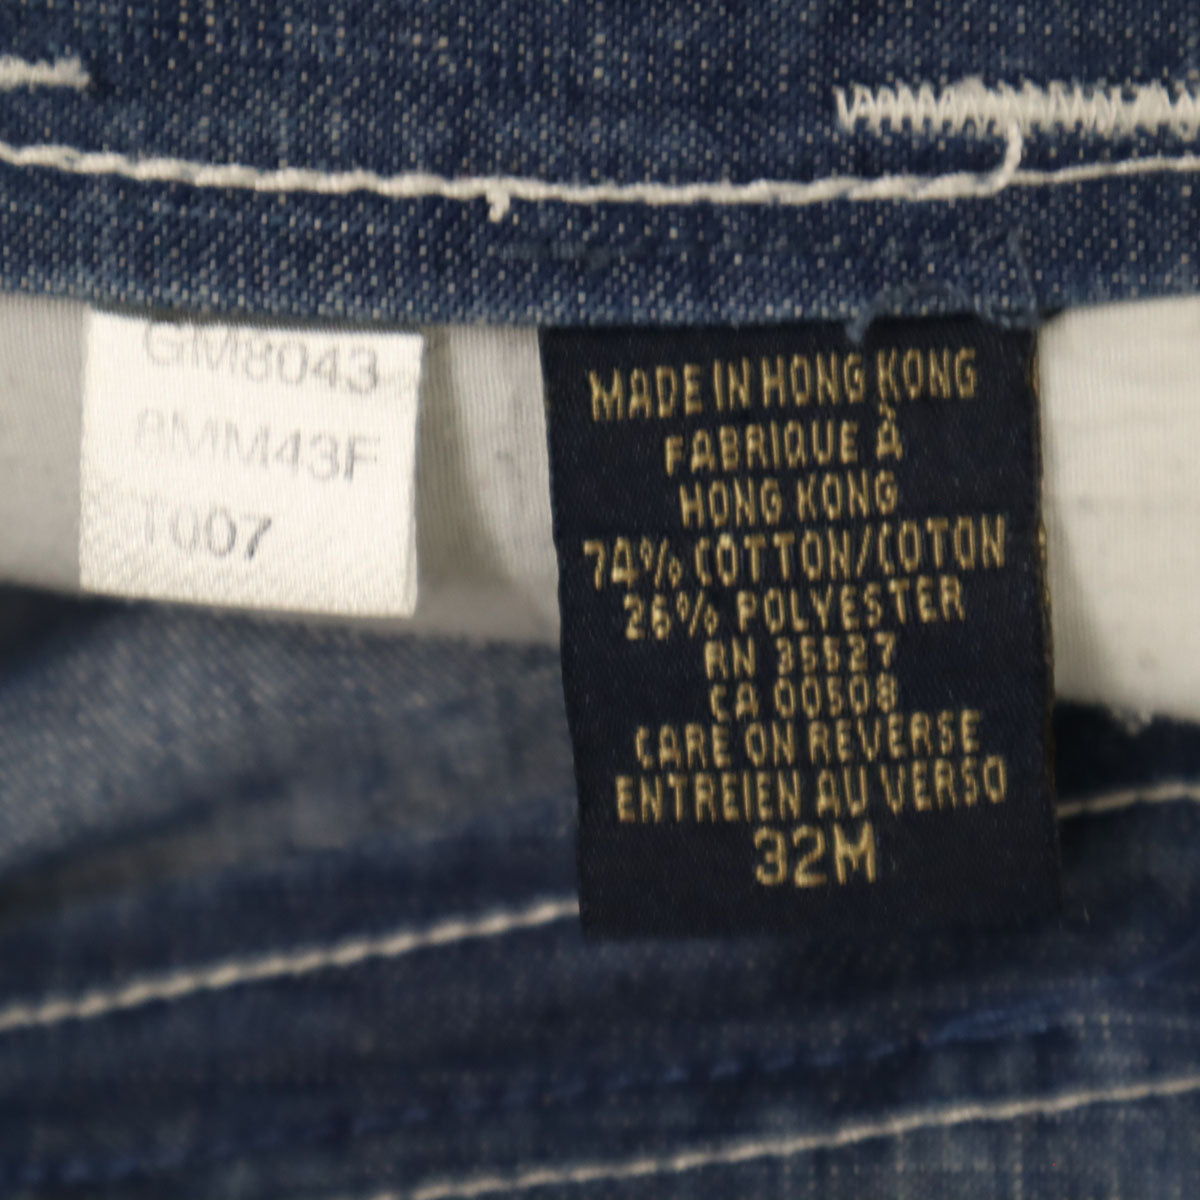 GM8043
8MM43F
T007
MADE IN HONG KONG
FABRIQUE À
HONG KONG
74% COTTON/COTON
26% POLYESTER
RN 35527
CA 00508
CARE ON REVERSE
ENTREIEN AU VERSO
32M